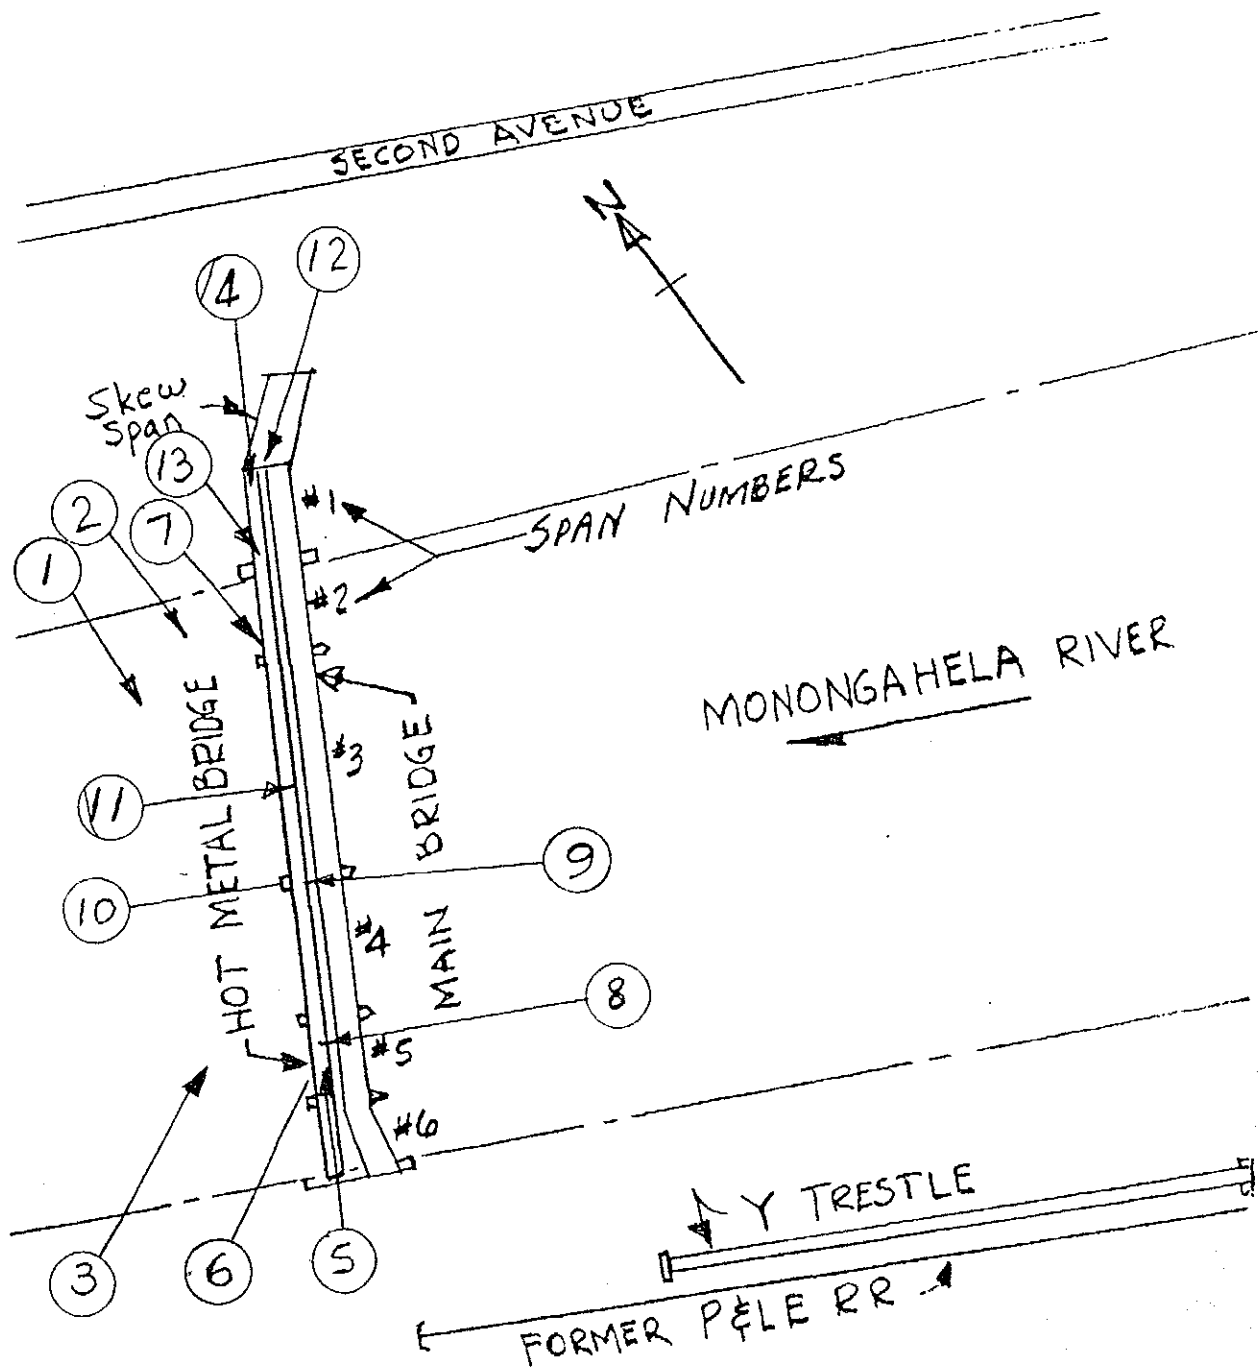 SECOND AVENUE
N
12
14
Skew
Span
13
#1
SPAN NUMBERS
2
7
1
#2
MONONGAHELA RIVER
HOT METAL BRIDGE
MAIN BRIDGE
#3
11
9
10
#4
8
#5
#6
3
6
5
Y TRESTLE
FORMER P&LE RR